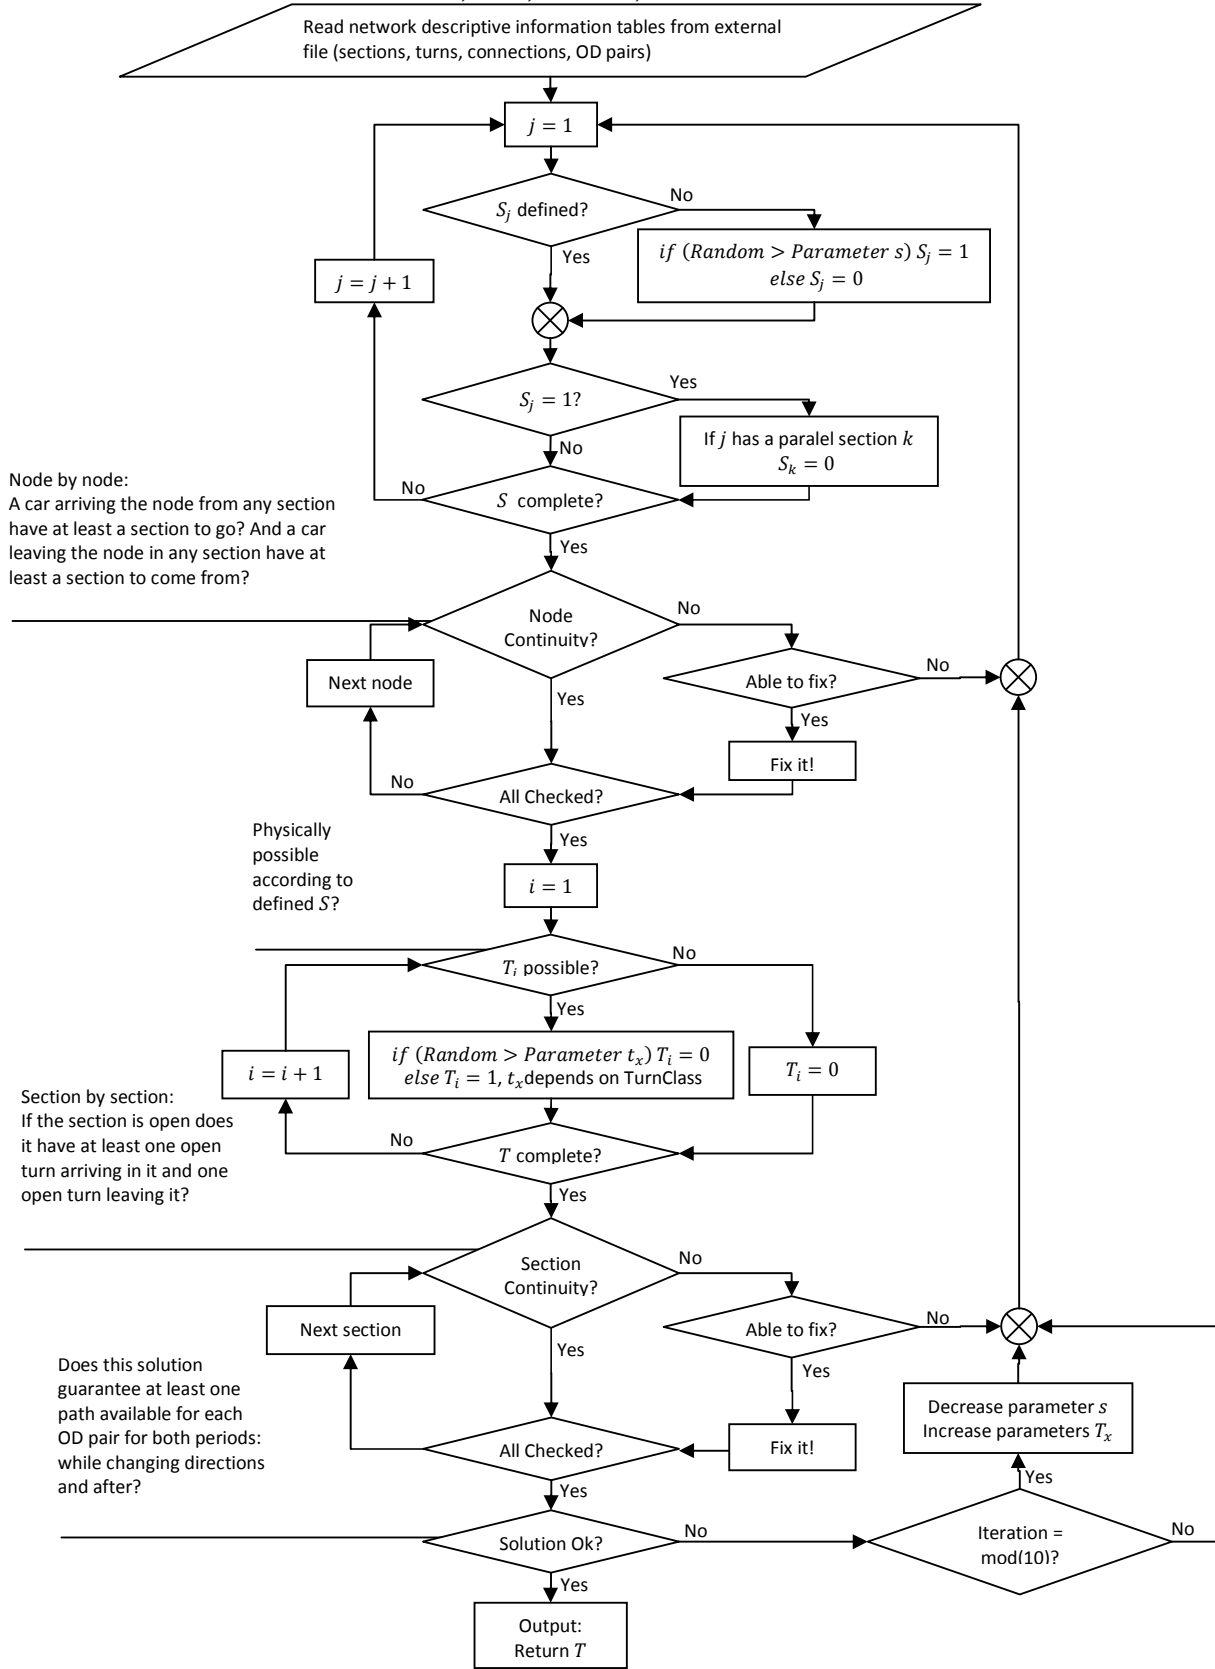 Read network descriptive information tables from external
file (sections, turns, connections, OD pairs)
j = 1
S_j defined?
No
Yes
if (Random > Parameter s) S_j = 1
else S_j = 0
j = j + 1
S_j = 1?
Yes
No
If j has a paralel section k
S_k = 0
S complete?
No
Yes
Node by node:
A car arriving the node from any section
have at least a section to go? And a car
leaving the node in any section have at
least a section to come from?
Node
Continuity?
No
Yes
Next node
Able to fix?
No
Yes
Fix it!
All Checked?
No
Yes
Physically
possible
according to
defined S?
i = 1
T_i possible?
No
Yes
if (Random > Parameter t_x) T_i = 0
else T_i = 1, t_x depends on TurnClass
T_i = 0
i = i + 1
T complete?
No
Yes
Section by section:
If the section is open does
it have at least one open
turn arriving in it and one
open turn leaving it?
Section
Continuity?
No
Yes
Next section
Able to fix?
No
Yes
Fix it!
All Checked?
Yes
Does this solution
guarantee at least one
path available for each
OD pair for both periods:
while changing directions
and after?
Decrease parameter s
Increase parameters T_x
Yes
Solution Ok?
No
Yes
Iteration =
mod(10)?
No
Output:
Return T